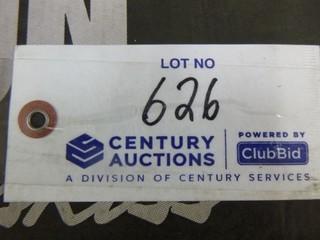 LOT NO
626
CENTURY AUCTIONS
POWERED BY
ClubBid
A DIVISION OF CENTURY SERVICES